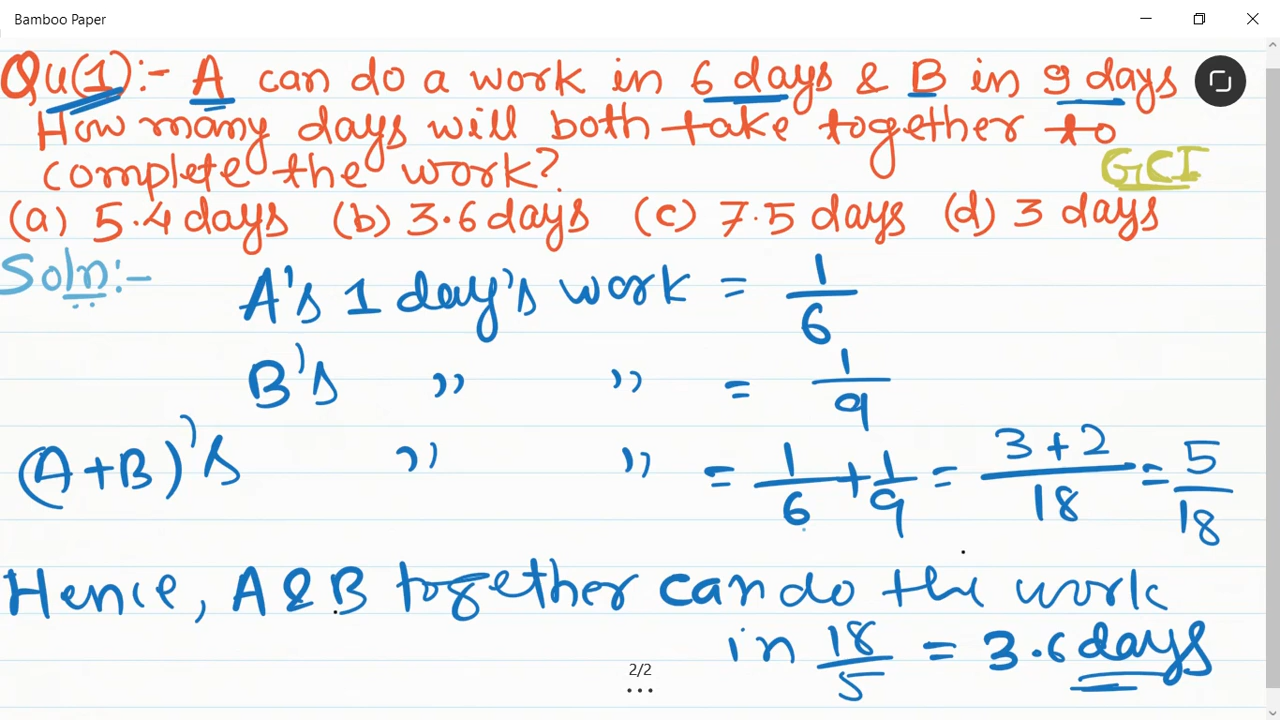 Bamboo Paper
Qu(1):- A can do a work in 6 days & B in 9 days
How many days will both take together to
complete the work?
GCI
(a) 5.4 days (b) 3.6 days (c) 7.5 days (d) 3 days
Soln:-
A's 1 day's work = 1/6
B's " " = 1/9
(A+B)'s " " = 1/6 + 1/9 = 3+2/18 = 5/18
Hence, A & B together can do the work
in 18/5 = 3.6 days
2/2